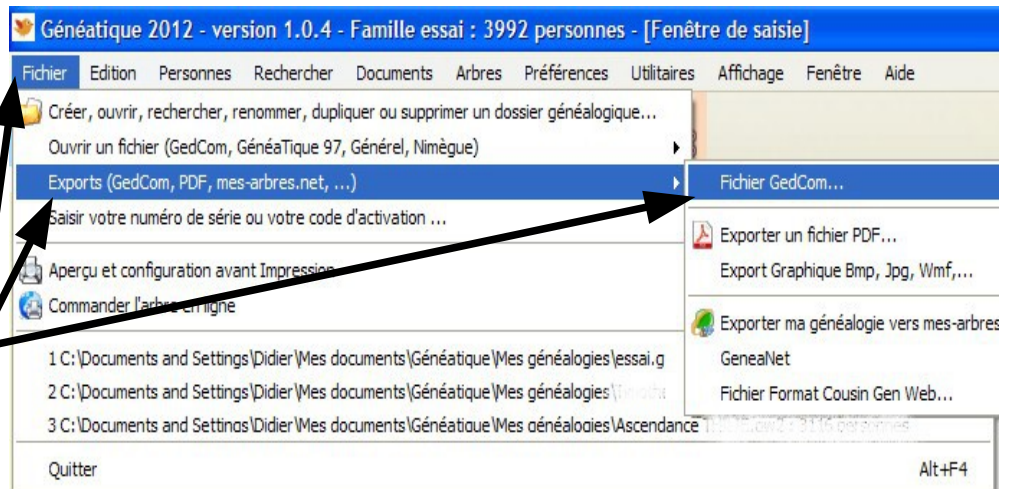 Généatique 2012 - version 1.0.4 - Famille essai : 3992 personnes - [Fenêtre de saisie]
Fichier Edition Personnes Rechercher Documents Arbres Préférences Utilitaires Affichage Fenêtre Aide
Créer, ouvrir, rechercher, renommer, dupliquer ou supprimer un dossier généalogique...
Ouvrir un fichier (GedCom, GénéaTique 97, Générel, Nimègue)
Exports (GedCom, PDF, mes-arbres.net, ...)
Saisir votre numéro de série ou votre code d'activation ...
Aperçu et configuration avant Impression
Commander l'arbre en ligne
1 C:\Documents and Settings\Didier\Mes documents\Généatique\Mes généalogies\essai.g
2 C:\Documents and Settings\Didier\Mes documents\Généatique\Mes généalogies\
3 C:\Documents and Settings\Didier\Mes documents\Généatique\Mes généalogies\Ascendance
Quitter Alt+F4
Fichier GedCom...
Exporter un fichier PDF...
Export Graphique Bmp, Jpg, Wmf,...
Exporter ma généalogie vers mes-arbres
GeneaNet
Fichier Format Cousin Gen Web...